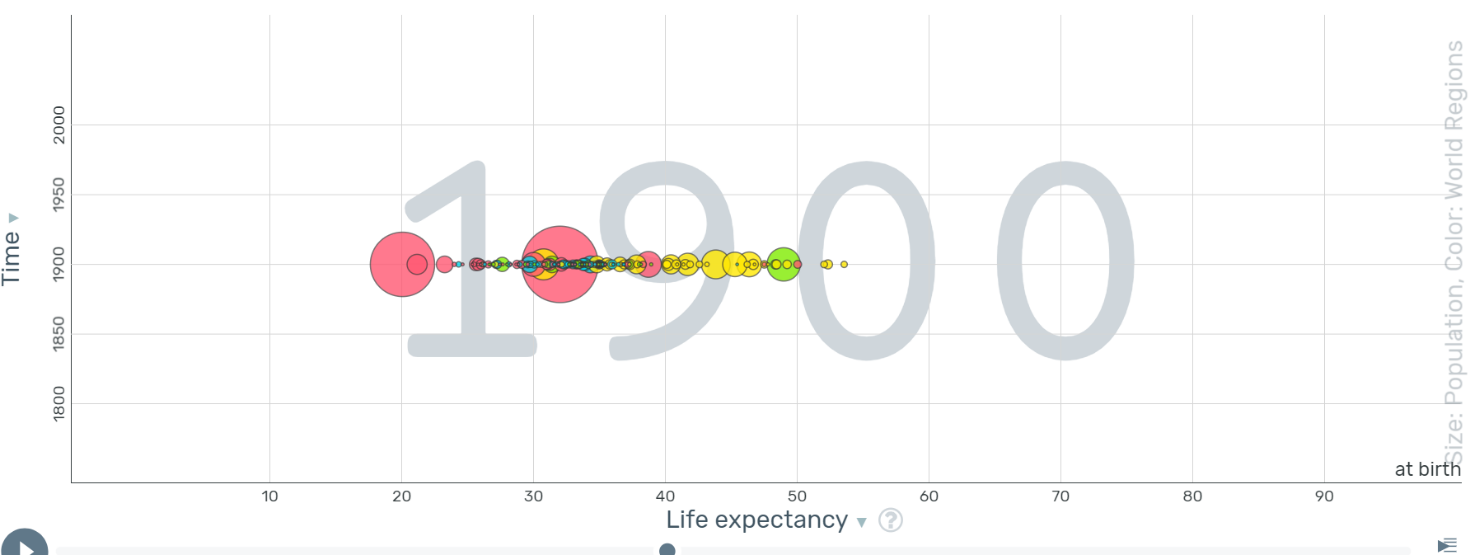 1900
2000
1950
1900
1850
1800
Time ▼
10 20 30 40 50 60 70 80 90
at birth
Life expectancy ▼ ?
Size: Population, Color: World Regions